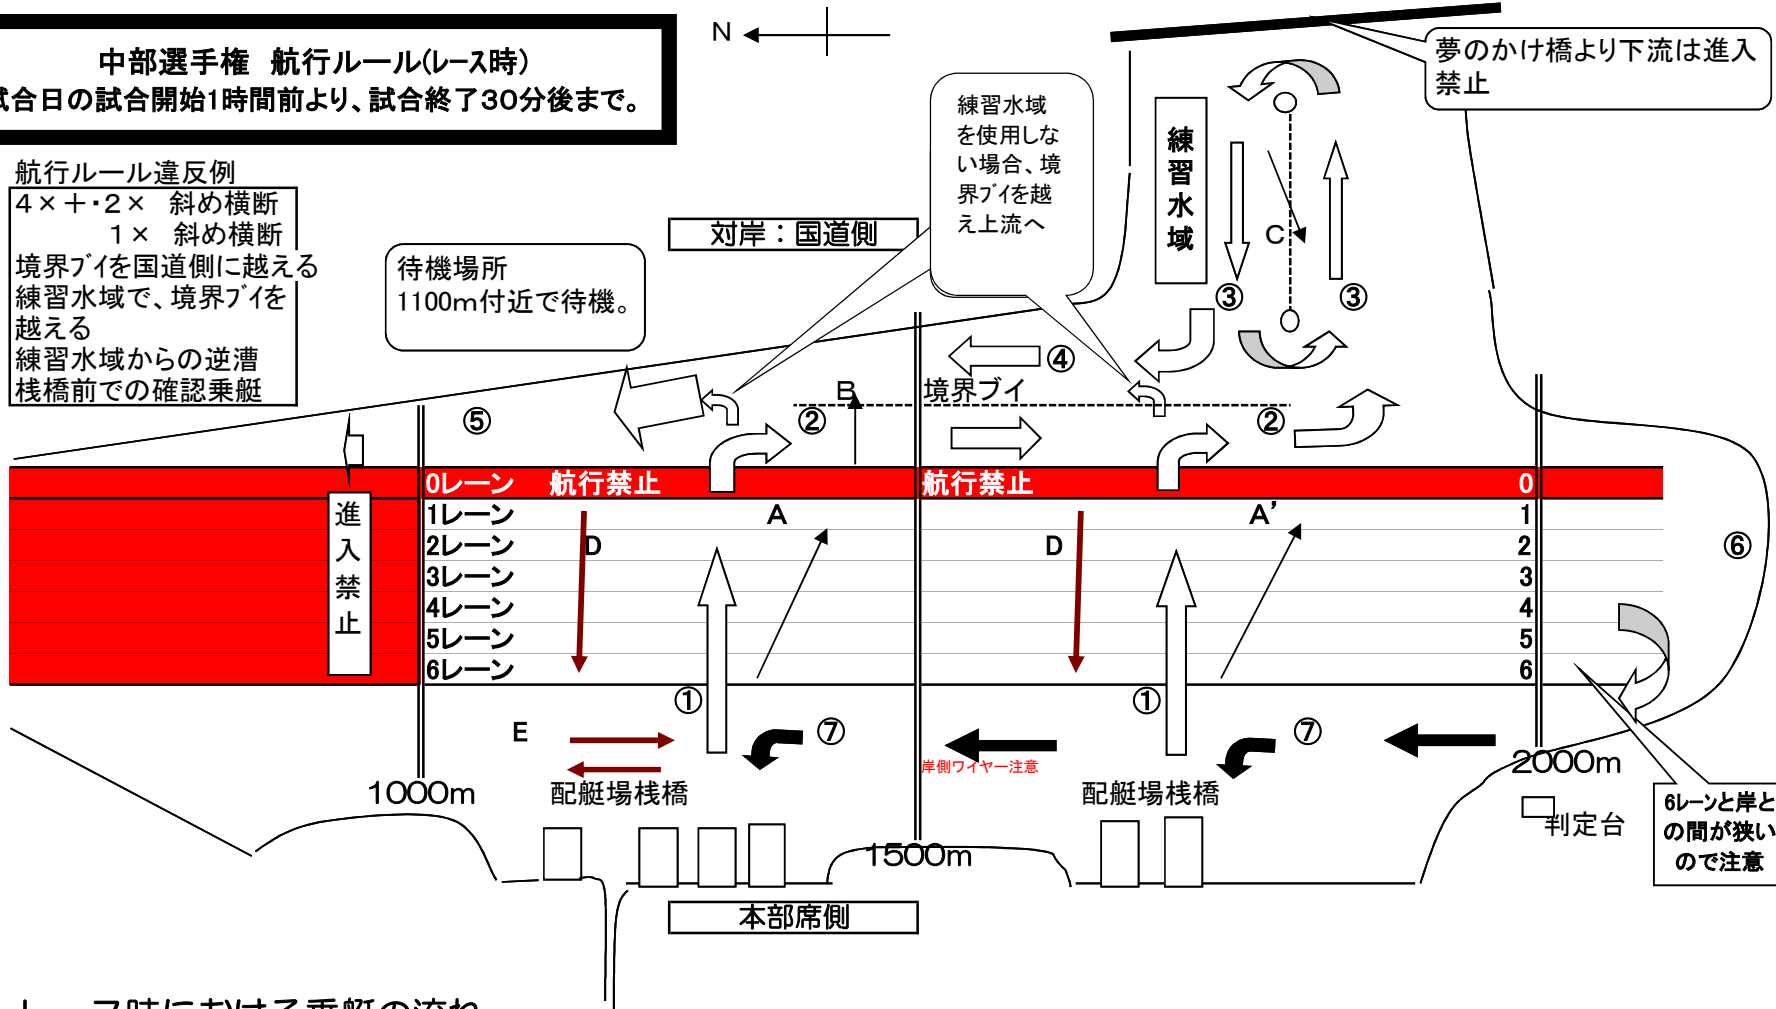 中部選手権 航行ルール(レース時)
試合日の試合開始1時間前より、試合終了30分後まで。
N
夢のかけ橋より下流は進入
禁止
練習水域
を使用しな
い場合、境
界ブイを越
え上流へ
練習水域
航行ルール違反例
4×+・2× 斜め横断
1× 斜め横断
境界ブイを国道側に越える
練習水域で、境界ブイを
越える
練習水域からの逆漕
桟橋前での確認乗艇
対岸:国道側
待機場所
1100m付近で待機。
C
③
③
④
B
境界ブイ
⑤
②
②
0レーン 航行禁止
航行禁止
0
進入禁止
1レーン
A
A’
1
2レーン
D
D
2
⑥
3レーン
3
4レーン
4
5レーン
5
6レーン
6
①
①
E
⑦
⑦
岸側ワイヤー注意
1000m
配艇場桟橋
配艇場桟橋
2000m
6レーンと岸と
の間が狭い
ので注意
判定台
1500m
本部席側